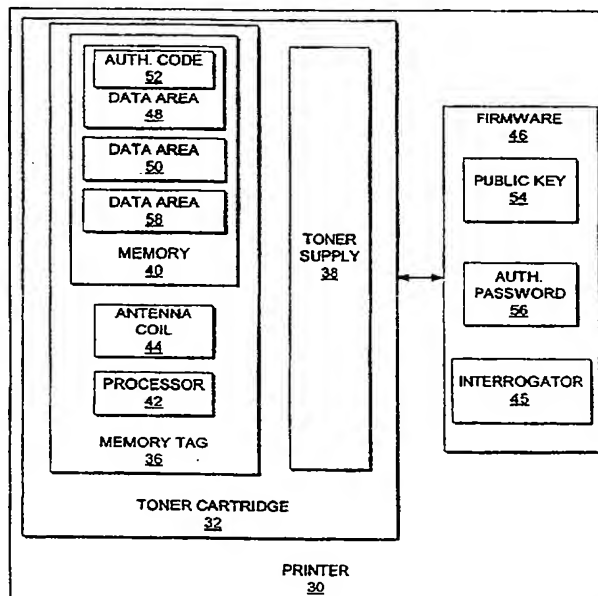 AUTH. CODE
52
DATA AREA
48
DATA AREA
50
DATA AREA
58
MEMORY
40
ANTENNA
COIL
44
PROCESSOR
42
MEMORY TAG
36
TONER
SUPPLY
38
TONER CARTRIDGE
32
FIRMWARE
46
PUBLIC KEY
54
AUTH.
PASSWORD
56
INTERROGATOR
45
PRINTER
30